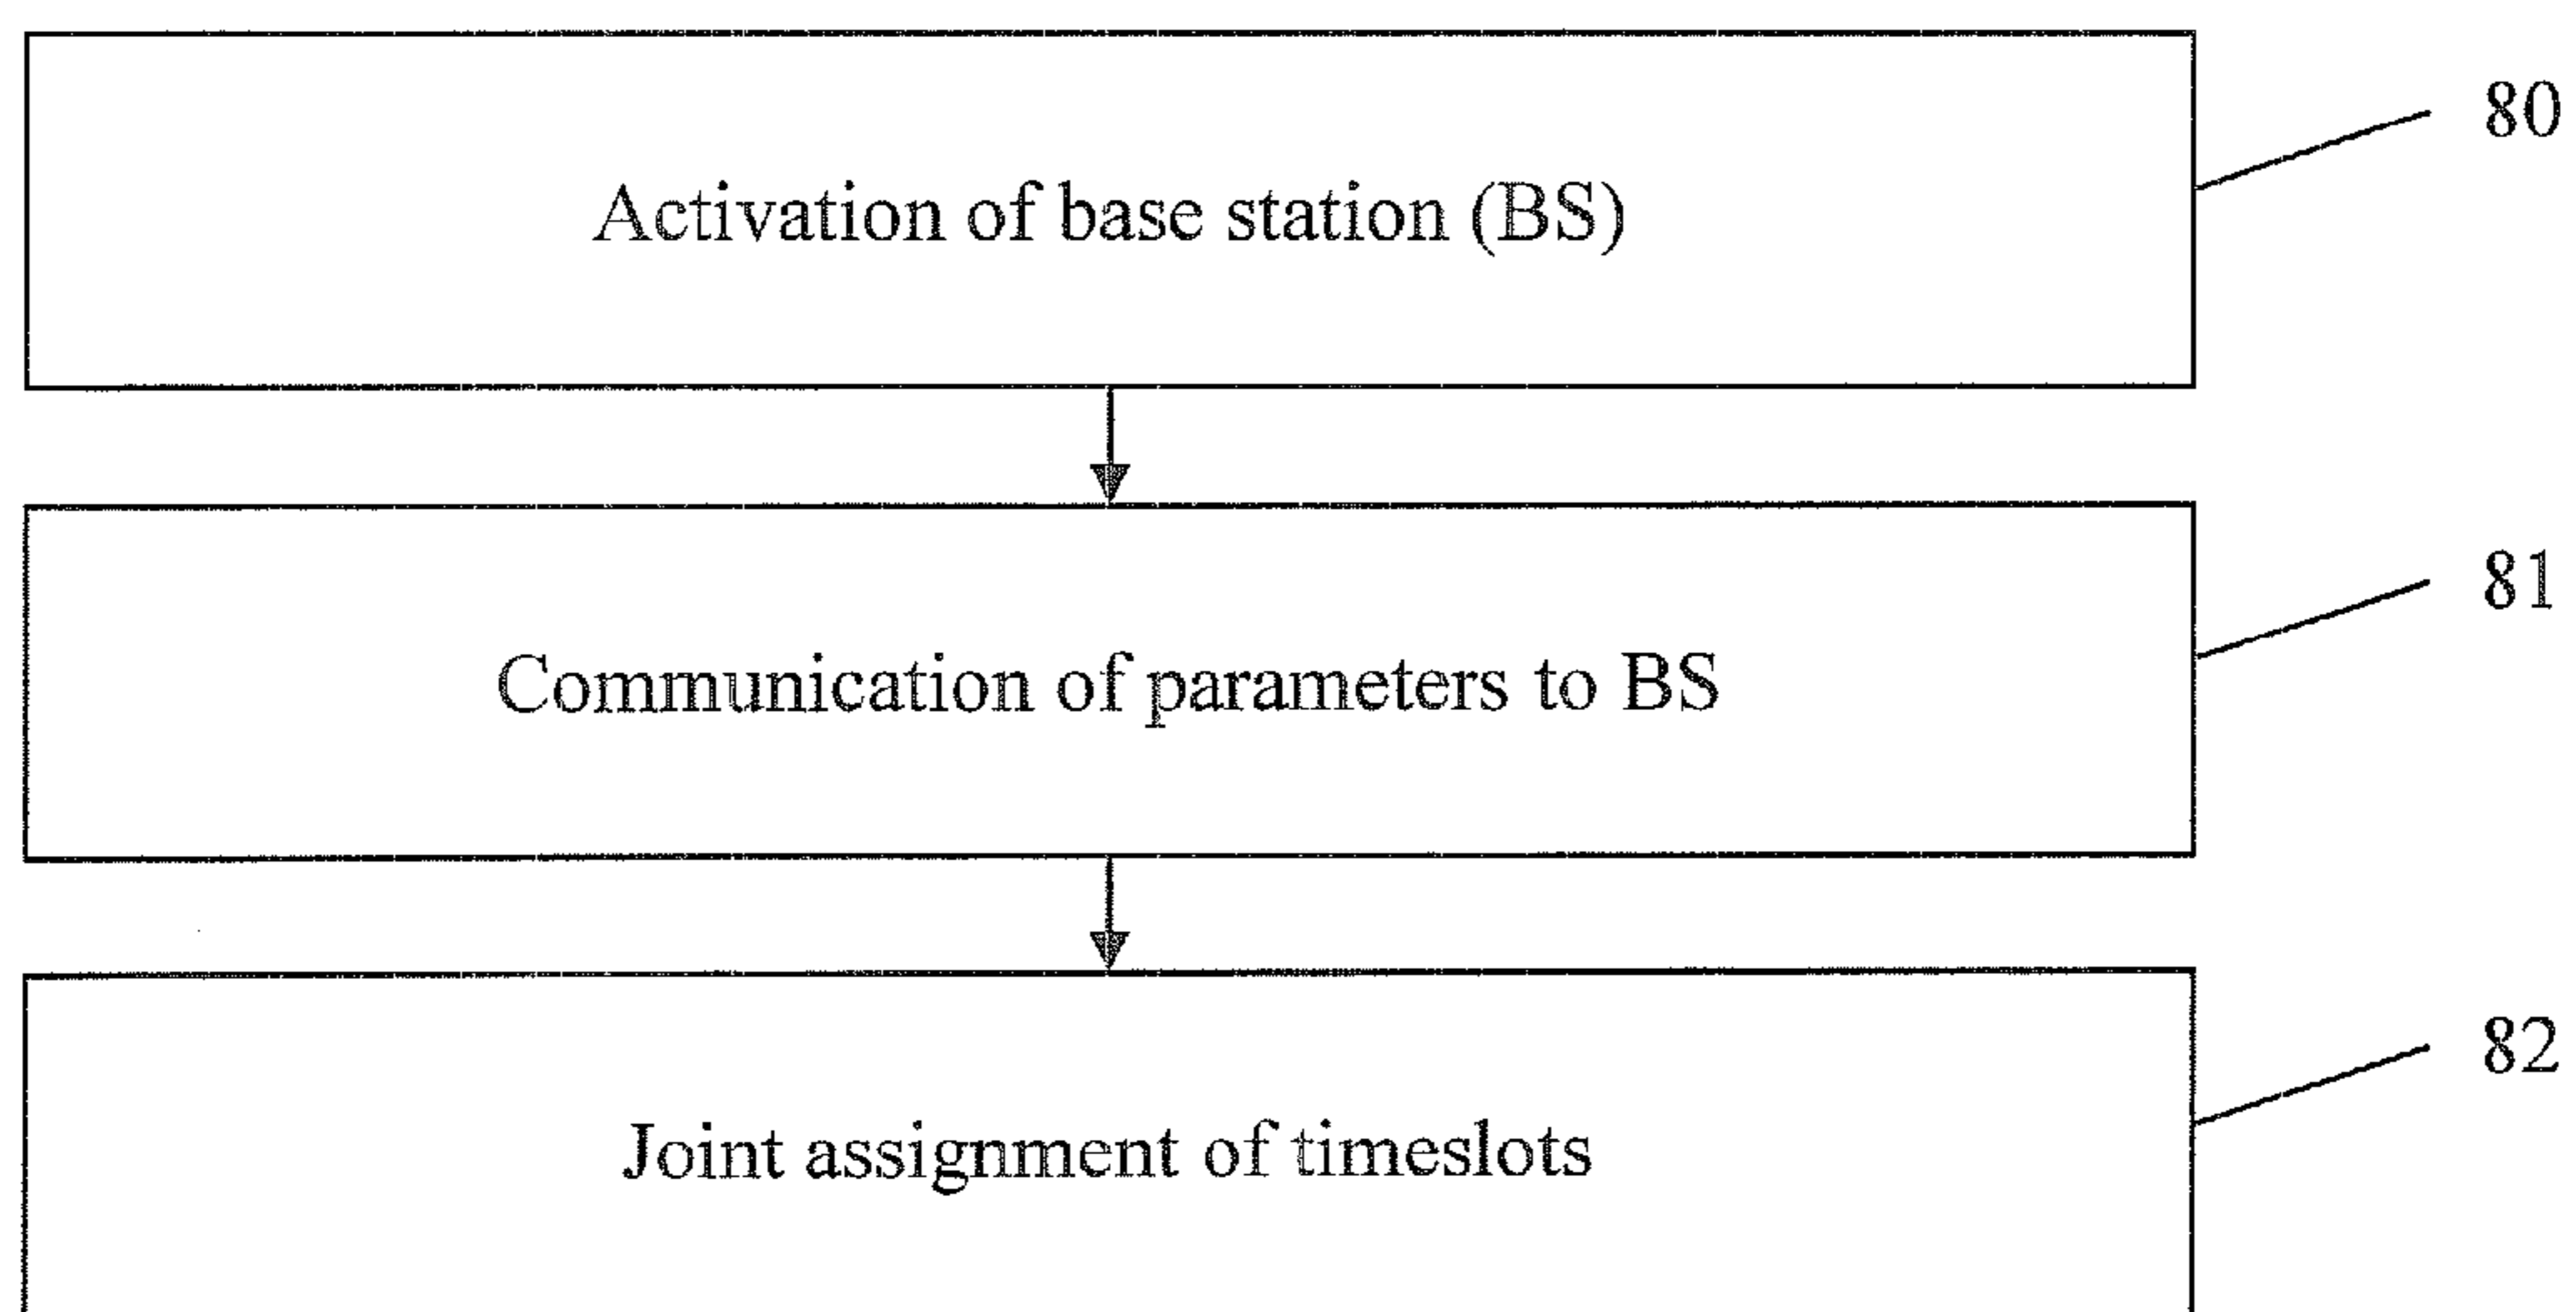 Activation of base station (BS)
80
Communication of parameters to BS
81
Joint assignment of timeslots
82